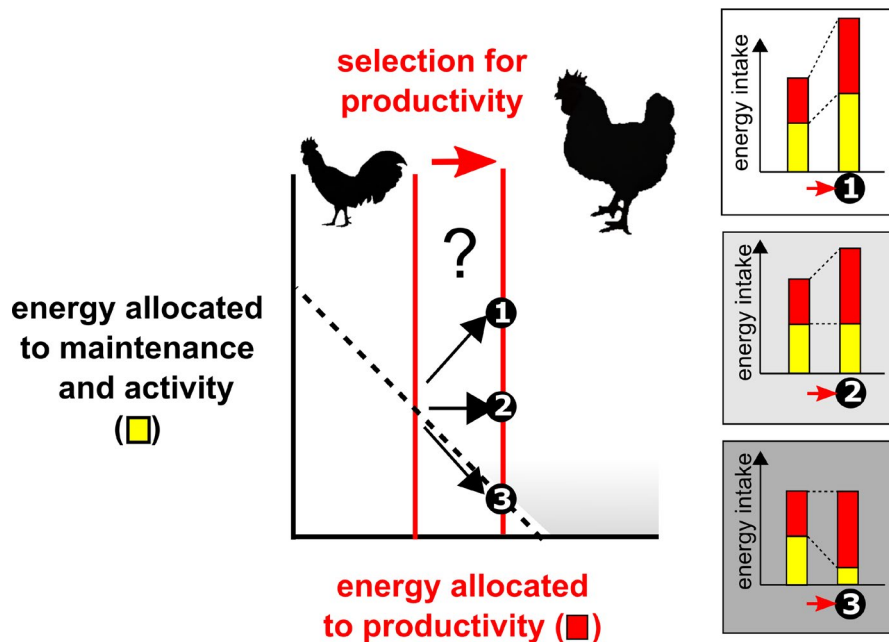 selection for
productivity
?
1
2
3
energy allocated
to maintenance
and activity
()
energy allocated
to productivity ()
energy intake
1
energy intake
2
energy intake
3